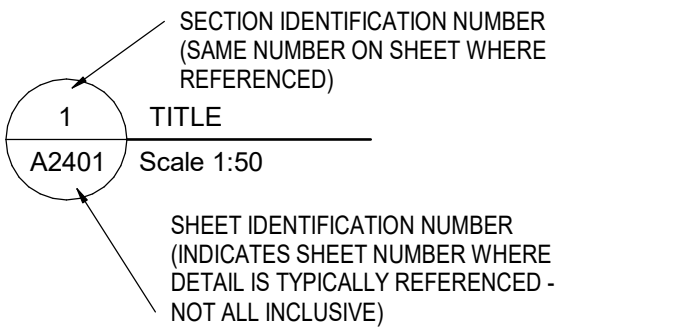 SECTION IDENTIFICATION NUMBER
(SAME NUMBER ON SHEET WHERE
REFERENCED)
1 TITLE
A2401 Scale 1:50
SHEET IDENTIFICATION NUMBER
(INDICATES SHEET NUMBER WHERE
DETAIL IS TYPICALLY REFERENCED -
NOT ALL INCLUSIVE)